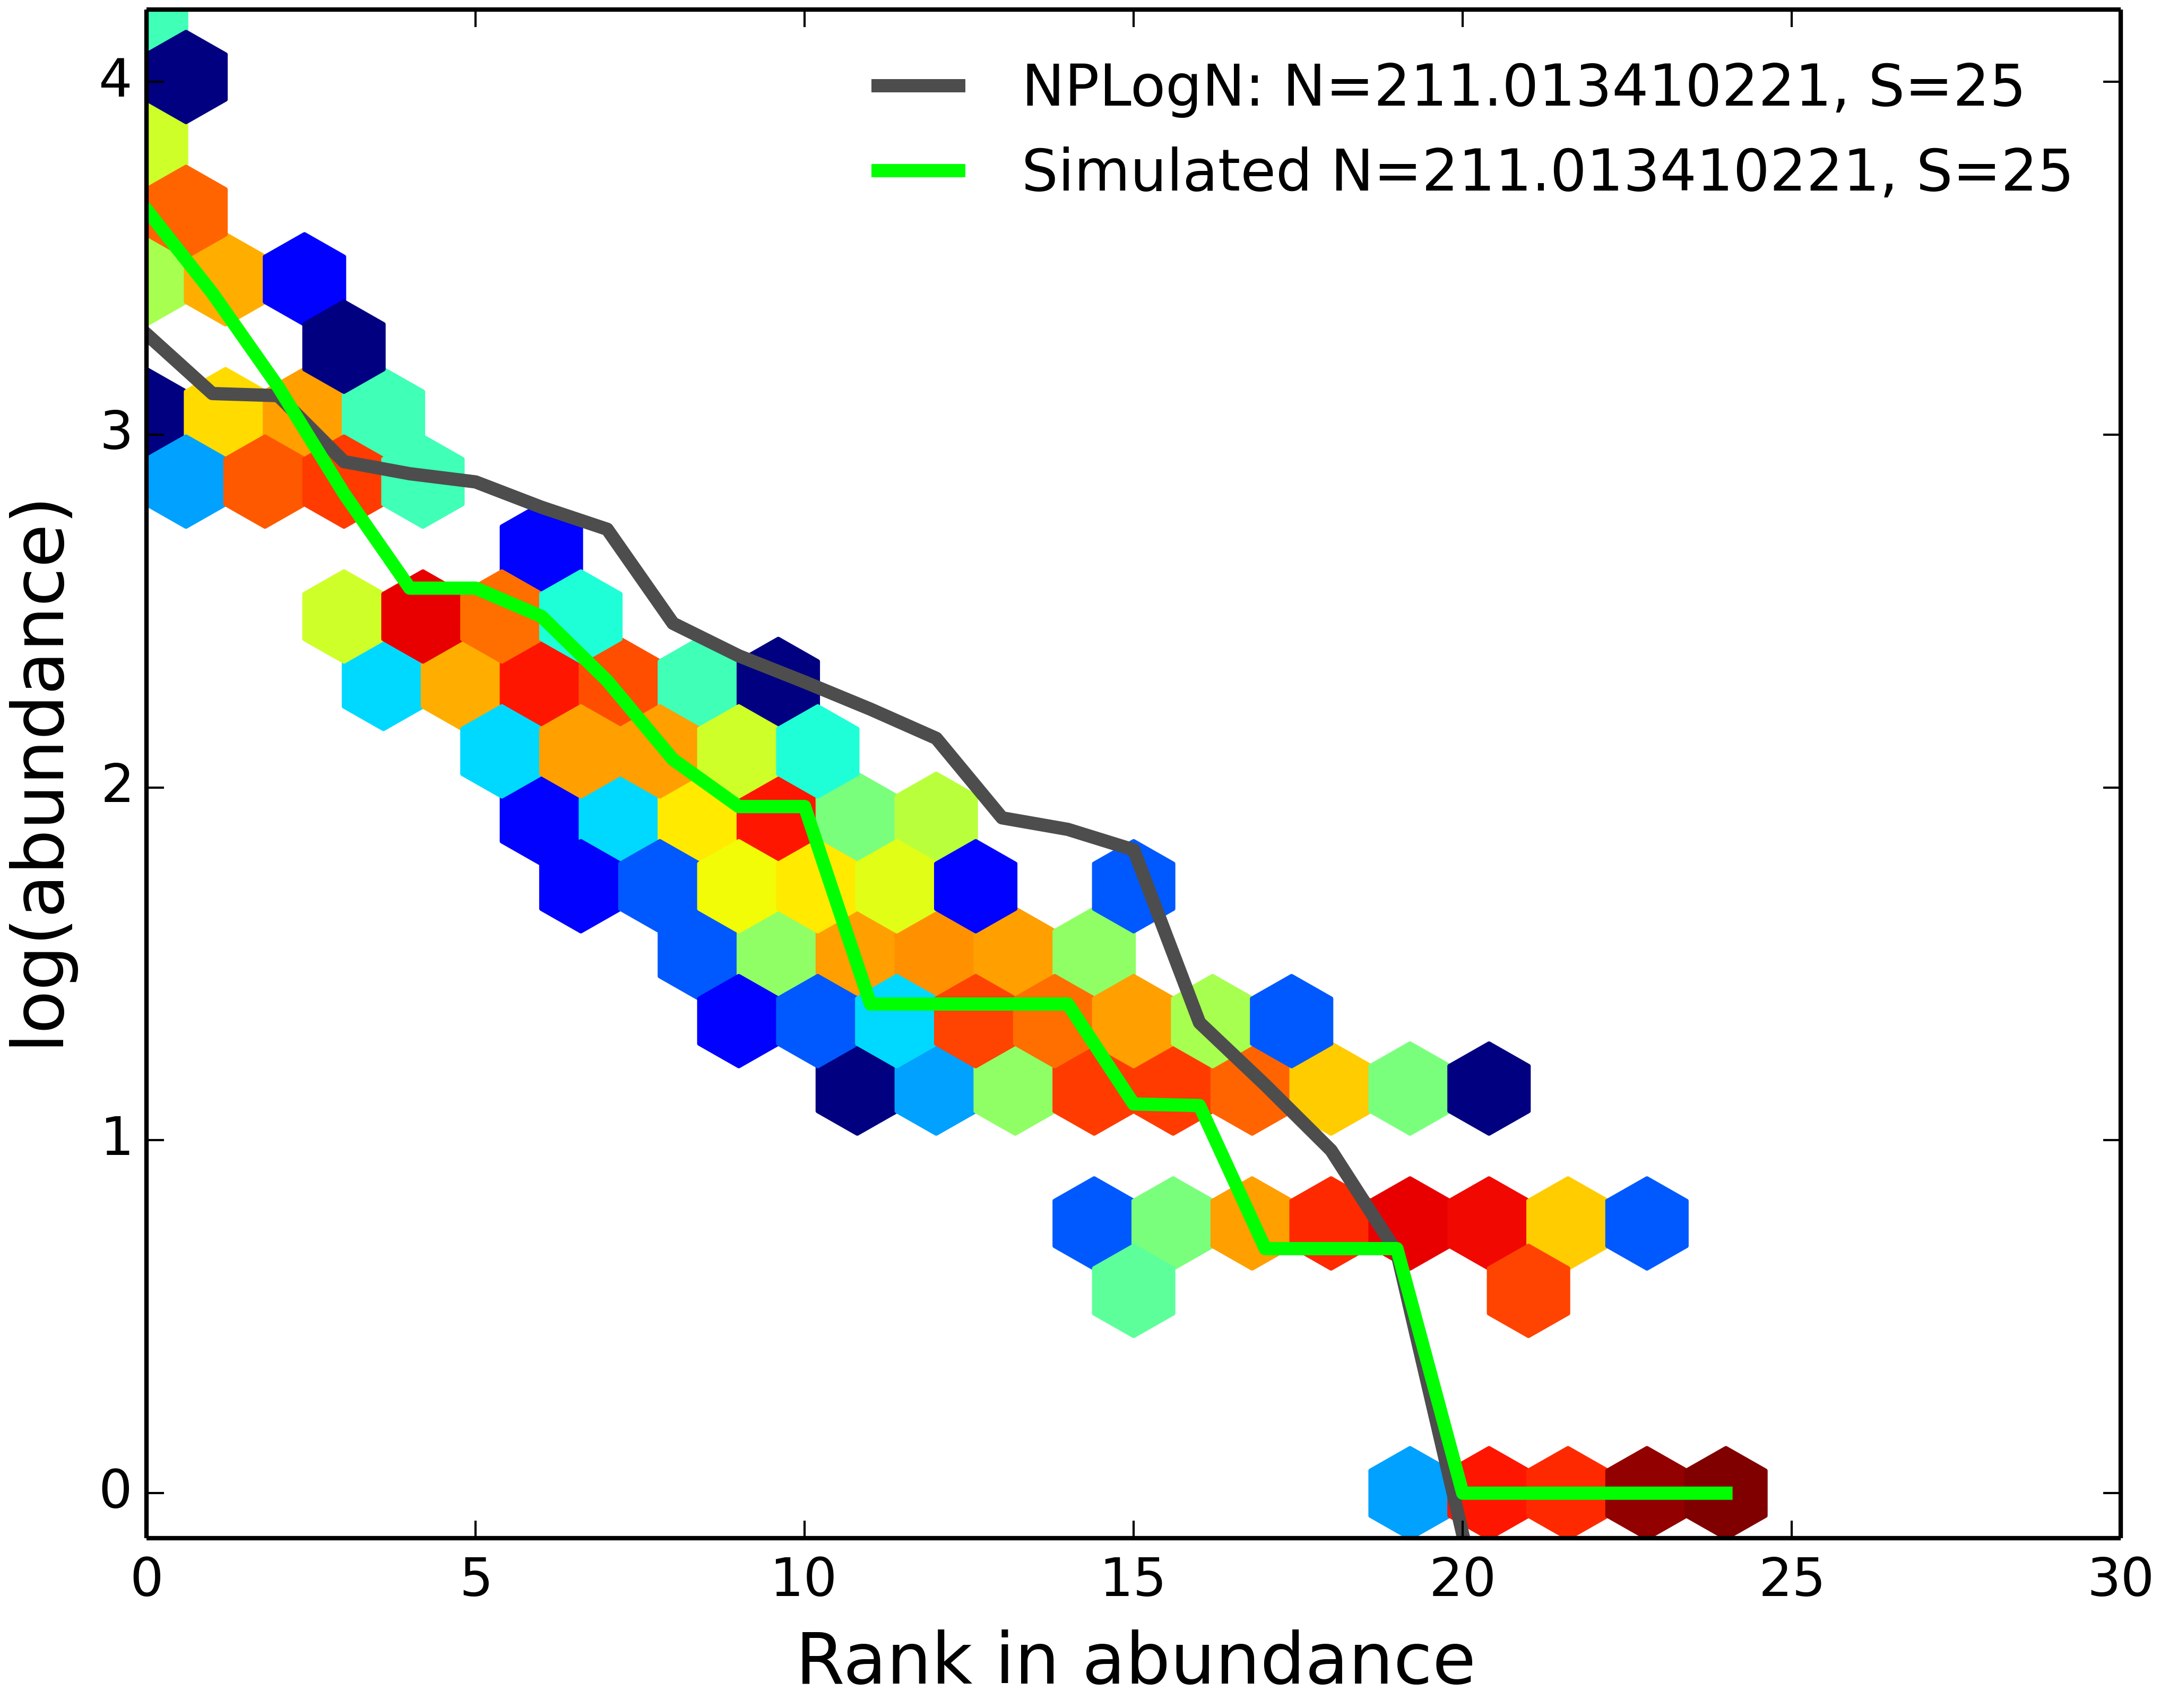 NPLogN: N=211.013410221, S=25
Simulated N=211.013410221, S=25
4
3
2
1
0
log(abundance)
0 5 10 15 20 25 30
Rank in abundance